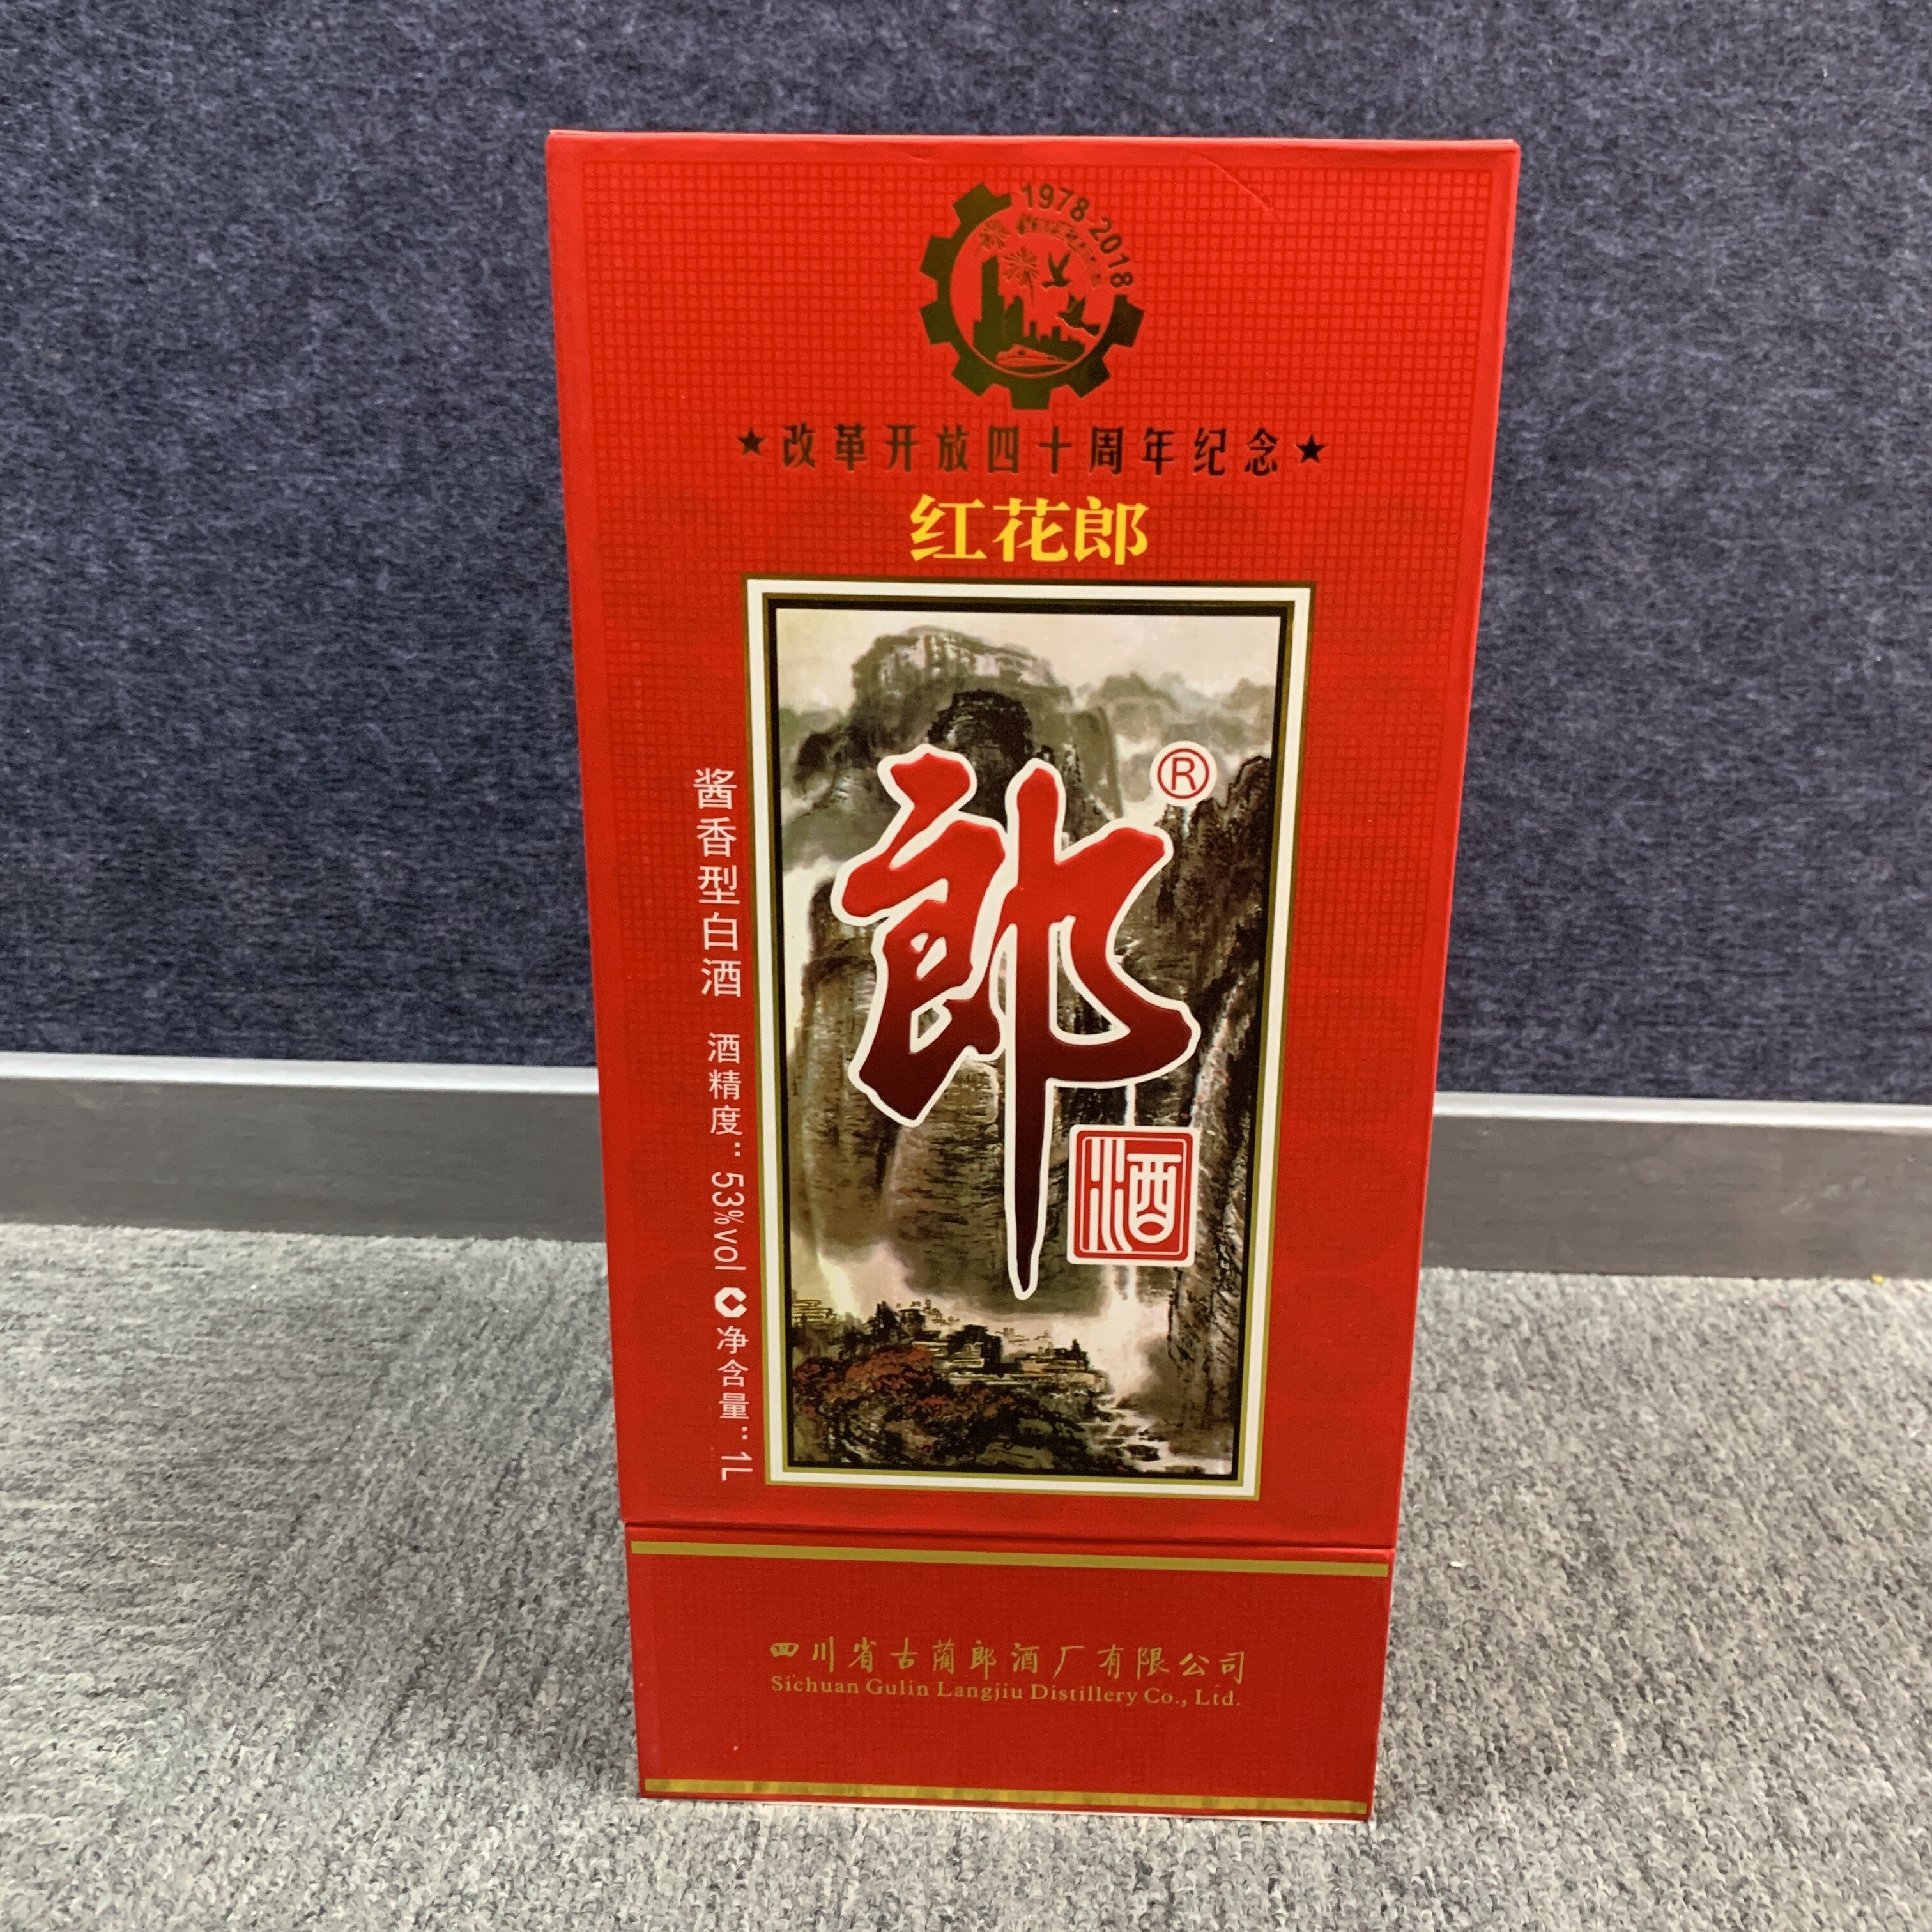 1978-2018
★改革开放四十周年纪念★
红花郎
郎®
酒
酱香型白酒 酒精度:53%vol 净含量:1L
四川省古蔺郎酒厂有限公司
Sichuan Gulin Langjiu Distillery Co., Ltd.